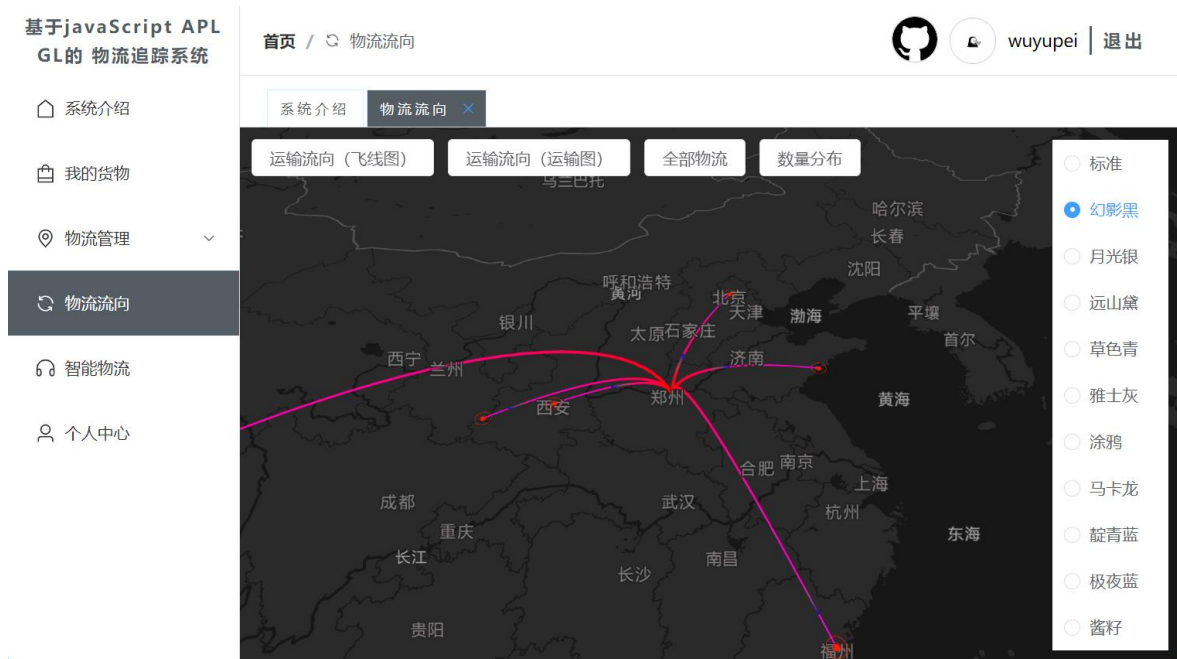 基于javaScript APL
GL的 物流追踪系统
首页 / 物流流向
wuyupei
退出
系统介绍
我的货物
物流管理
物流流向
智能物流
个人中心
系统介绍
物流流向
运输流向（飞线图）
运输流向（运输图）
全部物流
数量分布
标准
幻影黑
月光银
远山黛
草色青
雅士灰
涂鸦
马卡龙
靛青蓝
极夜蓝
酱籽
乌兰巴托
哈尔滨
长春
沈阳
呼和浩特
黄河
北京
天津
渤海
平壤
银川
太原
石家庄
首尔
西宁
兰州
济南
西安
郑州
黄海
合肥
南京
成都
武汉
上海
杭州
重庆
长江
南昌
东海
长沙
贵阳
福州